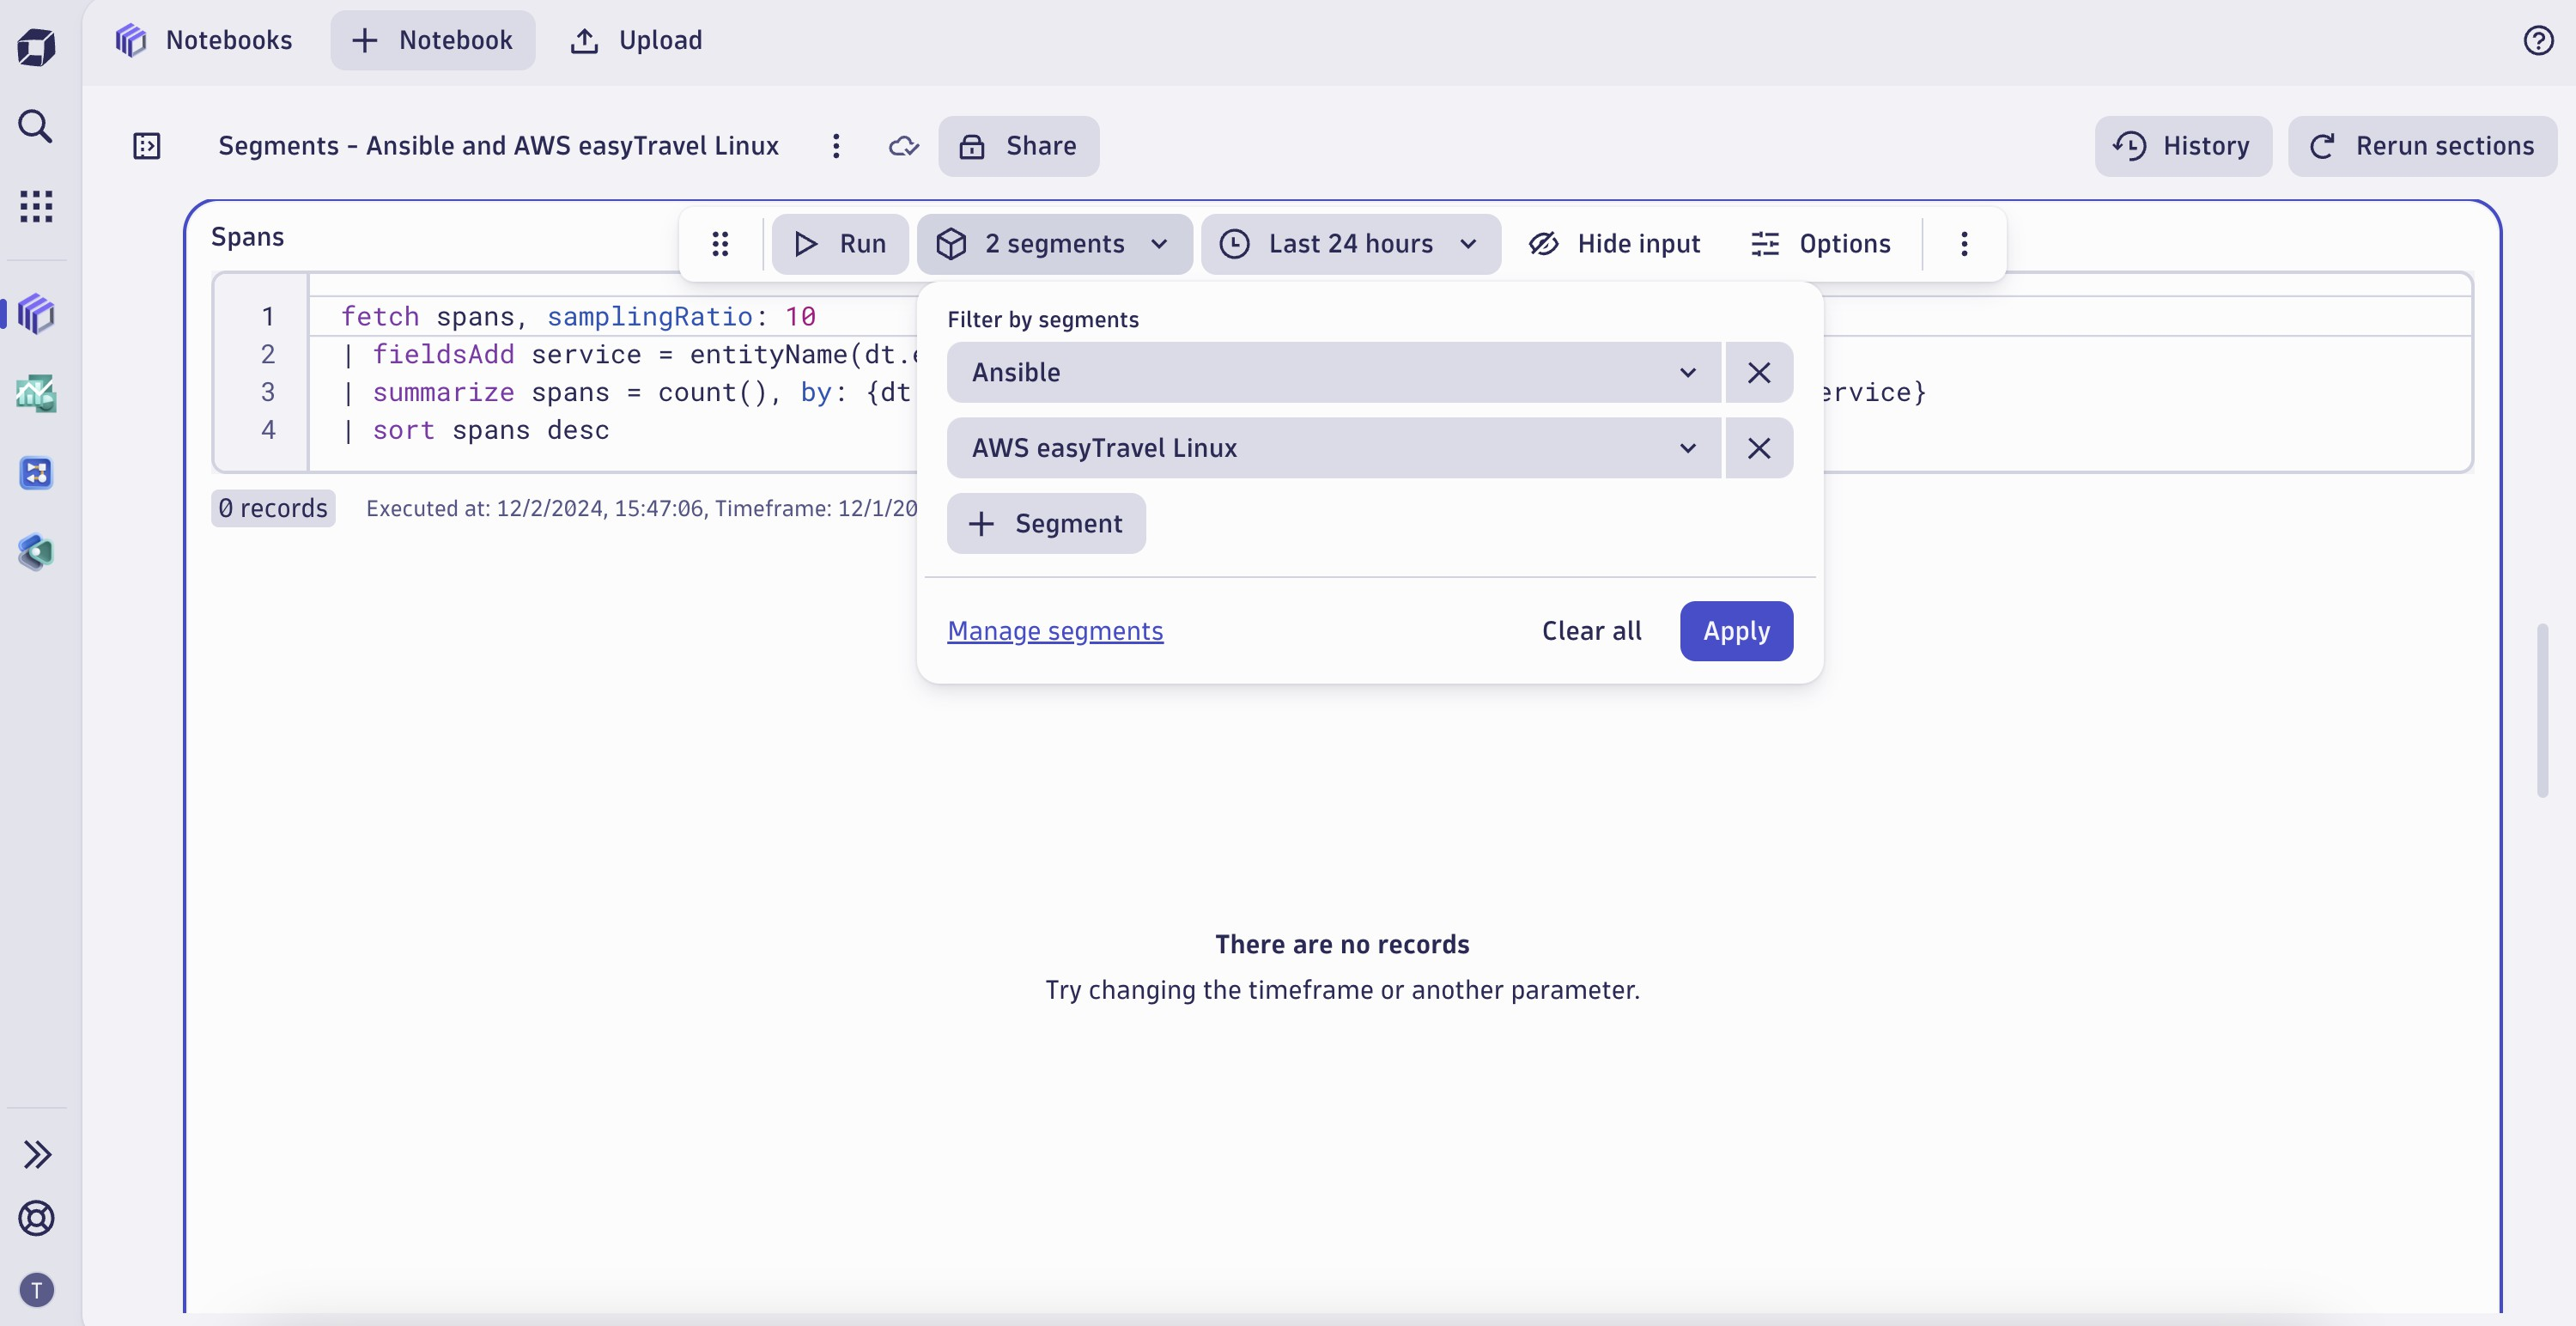 Notebooks
Notebook
Upload
Segments - Ansible and AWS easyTravel Linux
Share
History
Rerun sections
Spans
Run
2 segments
Last 24 hours
Hide input
Options
1 fetch spans, samplingRatio: 10
2 | fieldsAdd service = entityName(dt.
3 | summarize spans = count(), by: {dt ervice}
4 | sort spans desc
0 records
Executed at: 12/2/2024, 15:47:06, Timeframe: 12/1/20
Filter by segments
Ansible
AWS easyTravel Linux
Segment
Manage segments
Clear all
Apply
There are no records
Try changing the timeframe or another parameter.
T